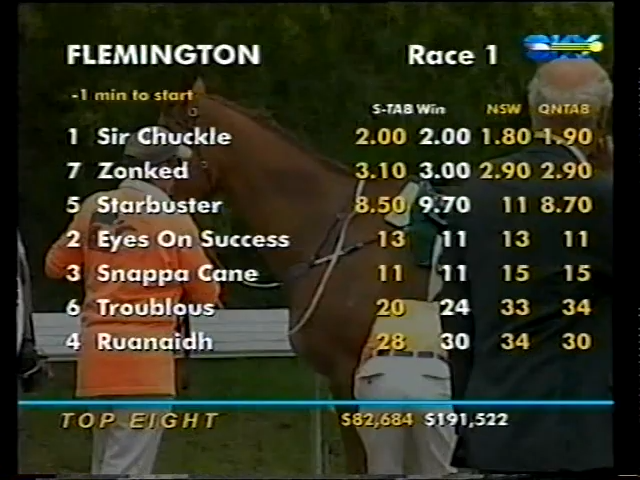 FLEMINGTON Race 1 SKY
-1 min to start
S-TAB Win NSW QNTAB
1 Sir Chuckle 2.00 2.00 1.80 1.90
7 Zonked 3.10 3.00 2.90 2.90
5 Starbuster 8.50 9.70 11 8.70
2 Eyes On Success 13 11 13 11
3 Snappa Cane 11 11 15 15
6 Troublous 20 24 33 34
4 Ruanaidh 28 30 34 30
TOP EIGHT $82,684 $191,522